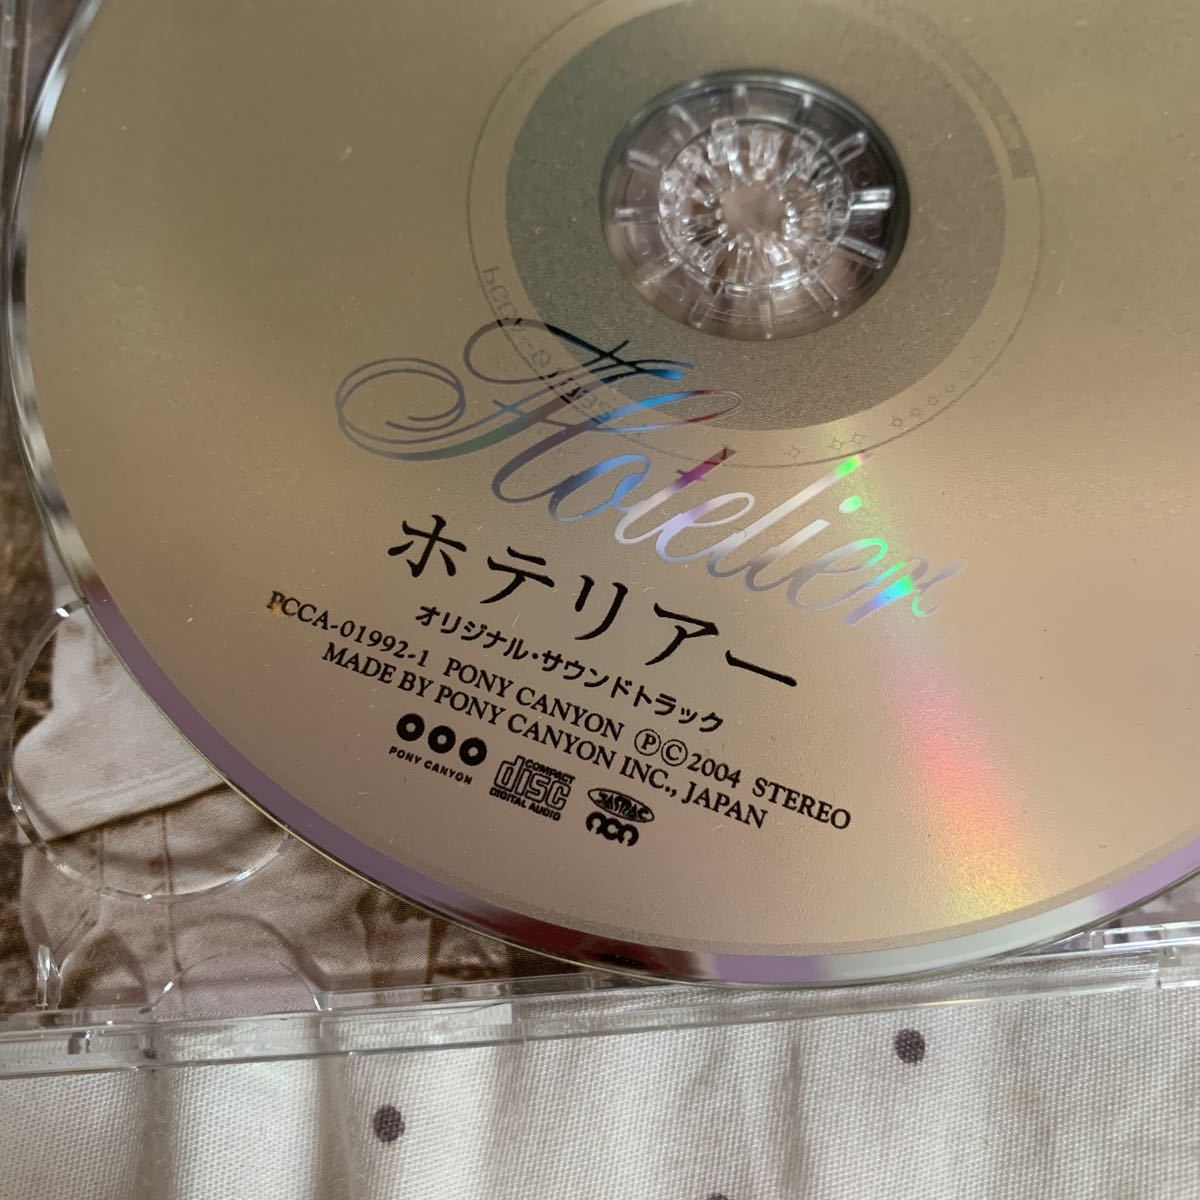 Hotelier
ホテリアー
オリジナル・サウンドトラック
PCCA-01992-1 PONY CANYON Ⓟ©2004 STEREO
MADE BY PONY CANYON INC., JAPAN
PONY CANYON
COMPACT
disc
DIGITAL AUDIO
JASRAC